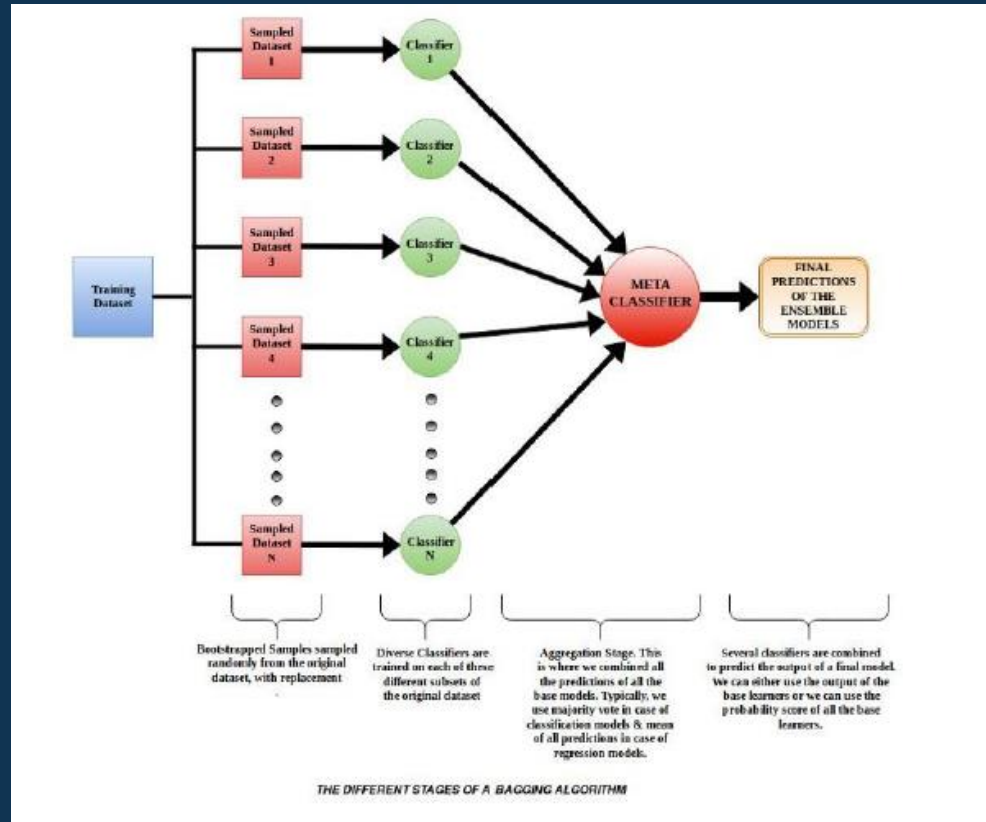 Sampled
Dataset
1
Classifier
1
Sampled
Dataset
2
Classifier
2
Sampled
Dataset
3
Classifier
3
Training
Dataset
META
CLASSIFIER
FINAL
PREDICTIONS
OF THE
ENSEMBLE
MODELS
Sampled
Dataset
4
Classifier
4
Sampled
Dataset
N
Classifier
N
Bootstrapped Samples sampled
randomly from the original
dataset, with replacement
.
Diverse Classifiers are
trained on each of these
different subsets of
the original dataset
Aggregation Stage. This
is where we combined all
the predictions of all the
base models. Typically, we
use majority vote in case of
classification models & mean
of all predictions in case of
regression models.
Several classifiers are combined
to predict the output of a final model.
We can either use the output of the
base learners or we can use the
probability score of all the base
learners.
THE DIFFERENT STAGES OF A BAGGING ALGORITHM